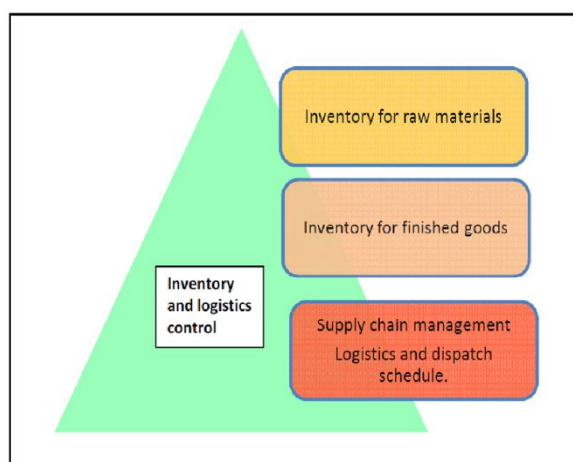 Inventory for raw materials
Inventory for finished goods
Inventory
and logistics
control
Supply chain management
Logistics and dispatch
schedule.